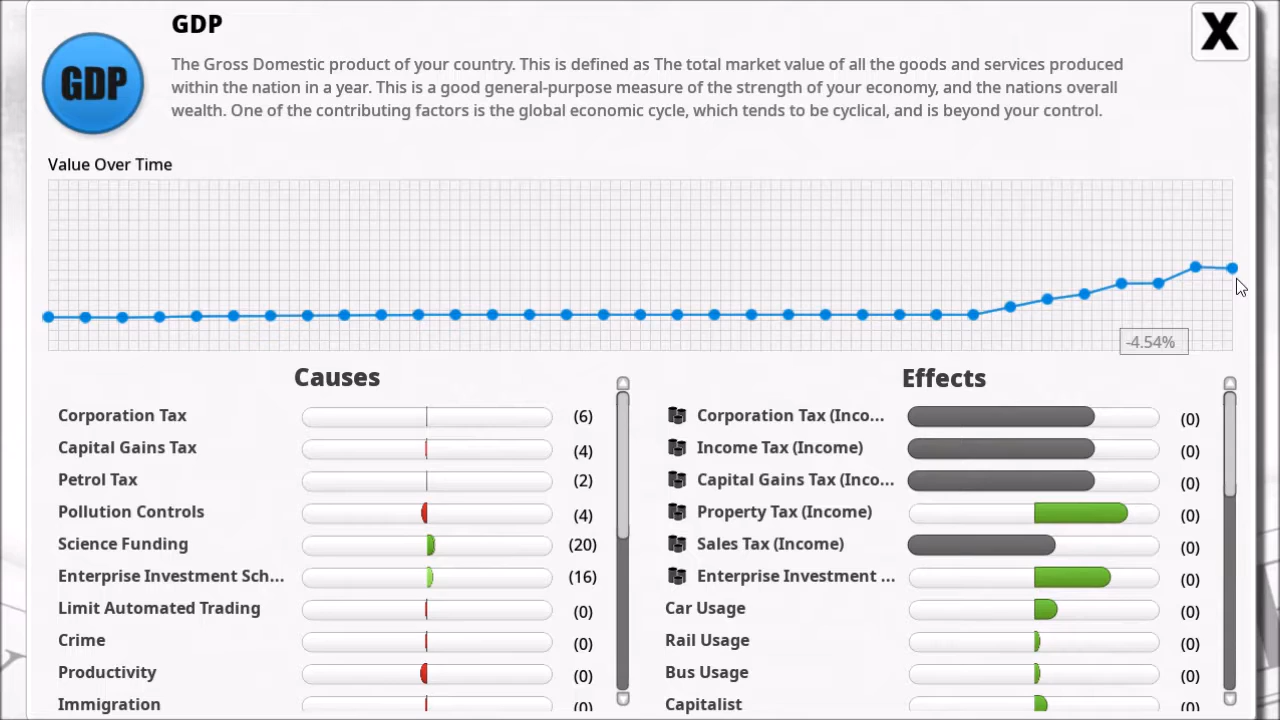 GDP
X
GDP
The Gross Domestic product of your country. This is defined as The total market value of all the goods and services produced
within the nation in a year. This is a good general-purpose measure of the strength of your economy, and the nations overall
wealth. One of the contributing factors is the global economic cycle, which tends to be cyclical, and is beyond your control.
Value Over Time
-4.54%
Causes
Corporation Tax (6)
Capital Gains Tax (4)
Petrol Tax (2)
Pollution Controls (4)
Science Funding (20)
Enterprise Investment Sch... (16)
Limit Automated Trading (0)
Crime (0)
Productivity (0)
Immigration (0)
Effects
Corporation Tax (Inco... (0)
Income Tax (Income) (0)
Capital Gains Tax (Inco... (0)
Property Tax (Income) (0)
Sales Tax (Income) (0)
Enterprise Investment ... (0)
Car Usage (0)
Rail Usage (0)
Bus Usage (0)
Capitalist (0)